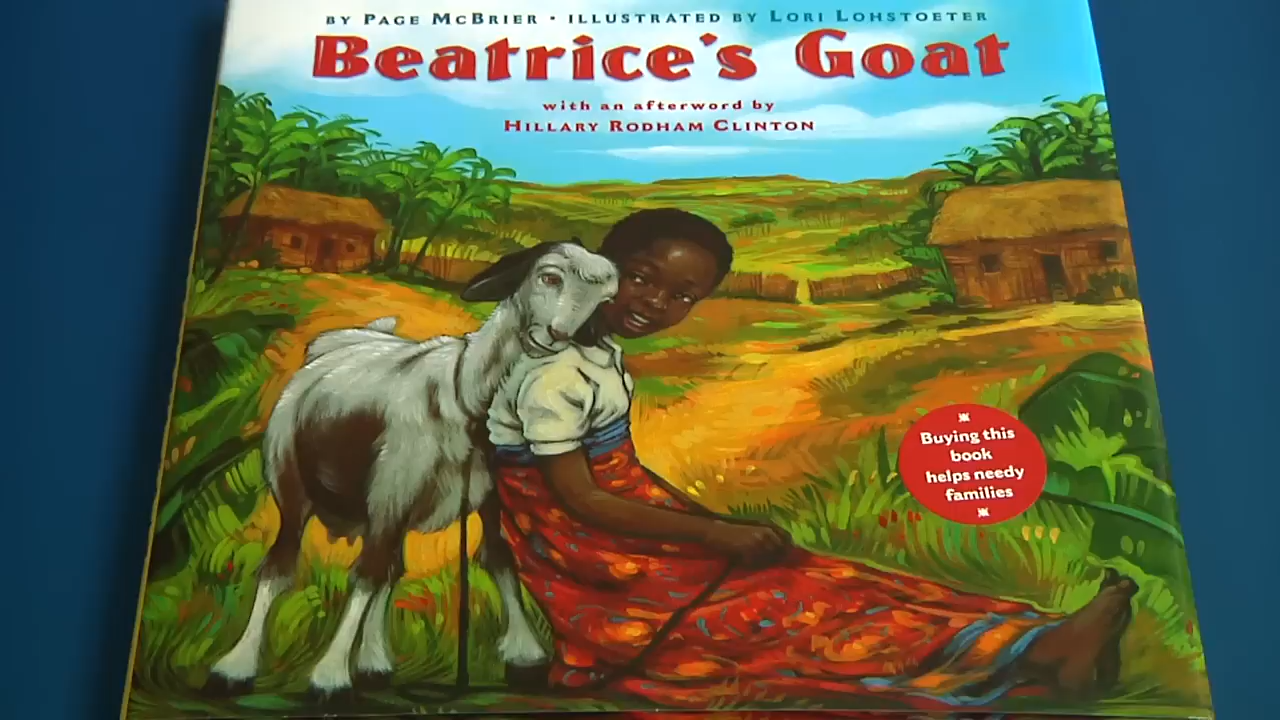 BY PAGE MCBRIER • ILLUSTRATED BY LORI LOHSTOETER
Beatrice's Goat
with an afterword by
HILLARY RODHAM CLINTON
Buying this
book
helps needy
families